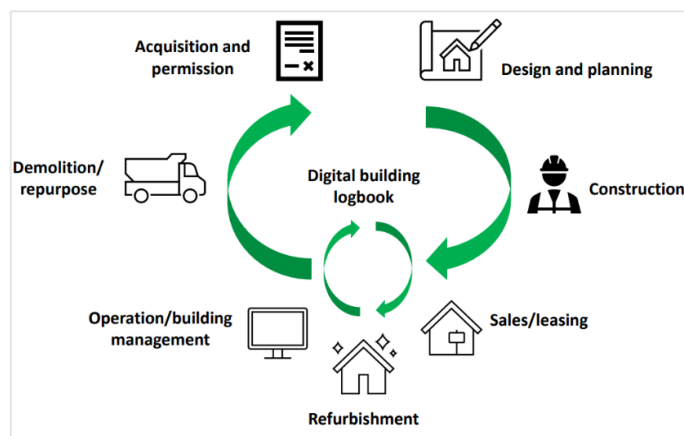 Acquisition and
permission
Design and planning
Demolition/
repurpose
Digital building
logbook
Construction
Operation/building
management
Sales/leasing
Refurbishment